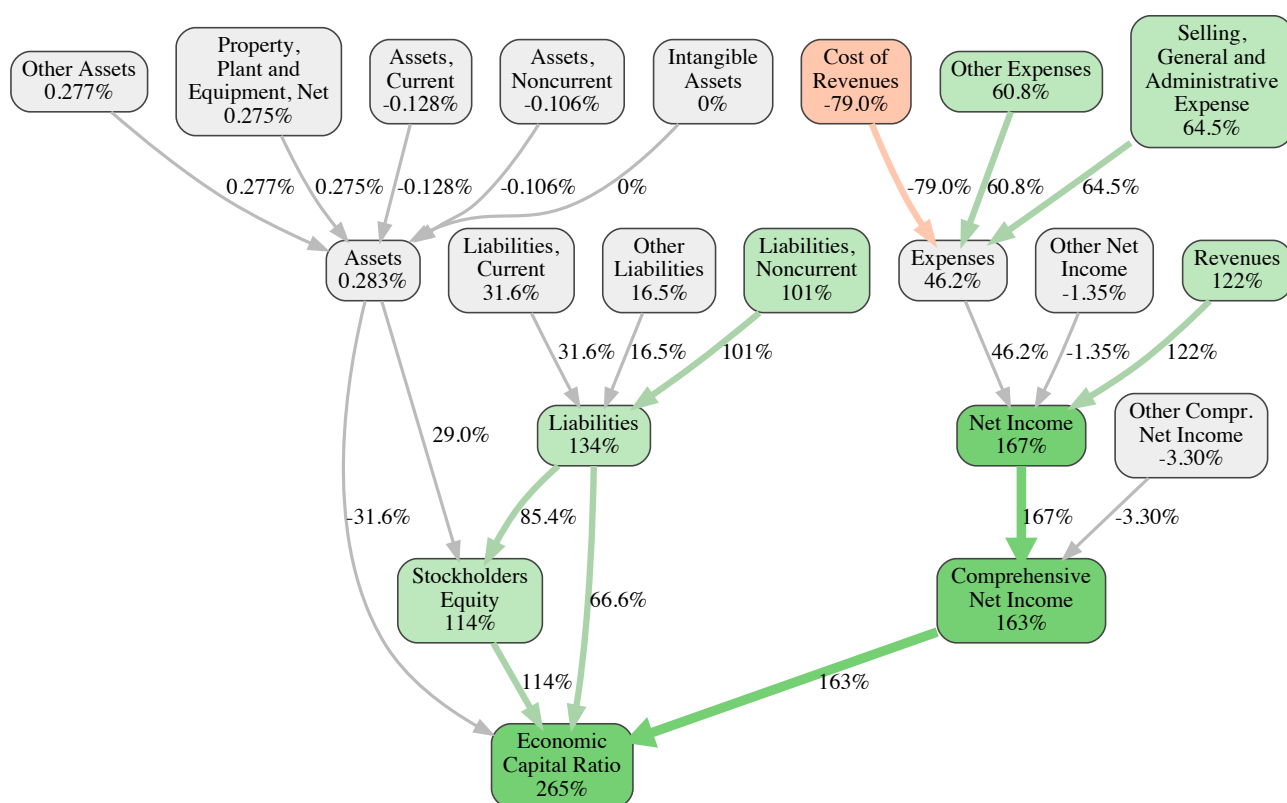 Other Assets
0.277%
Property,
Plant and
Equipment, Net
0.275%
Assets,
Current
-0.128%
Assets,
Noncurrent
-0.106%
Intangible
Assets
0%
Cost of
Revenues
-79.0%
Other Expenses
60.8%
Selling,
General and
Administrative
Expense
64.5%
0.277%
0.275%
-0.128%
-0.106%
0%
-79.0%
60.8%
64.5%
Assets
0.283%
Liabilities,
Current
31.6%
Other
Liabilities
16.5%
Liabilities,
Noncurrent
101%
Expenses
46.2%
Other Net
Income
-1.35%
Revenues
122%
31.6%
16.5%
101%
46.2%
-1.35%
122%
29.0%
Liabilities
134%
Net Income
167%
Other Compr.
Net Income
-3.30%
-31.6%
85.4%
167%
-3.30%
Stockholders
Equity
114%
66.6%
Comprehensive
Net Income
163%
114%
163%
Economic
Capital Ratio
265%